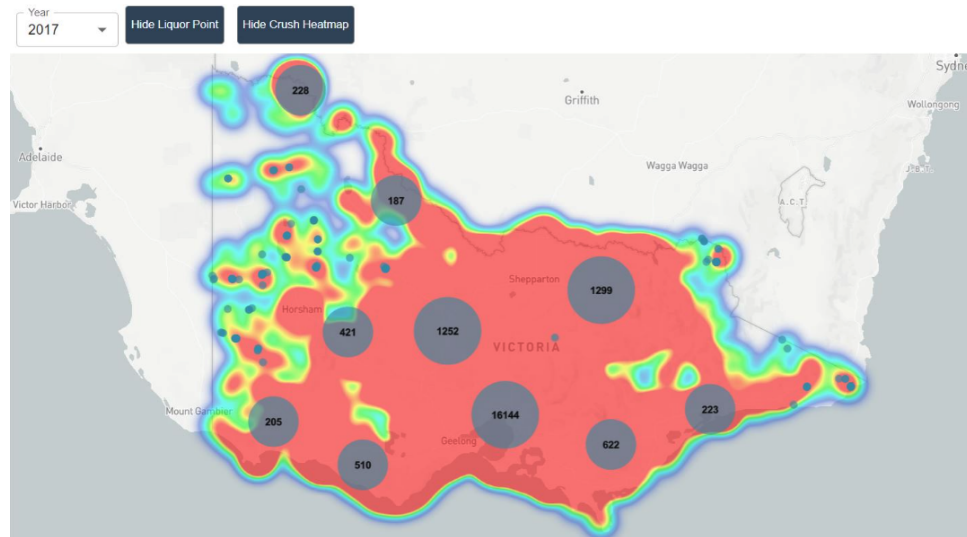 Year
2017
Hide Liquor Point
Hide Crush Heatmap
228
Griffith
Sydn
Wollongong
Adelaide
Wagga Wagga
J.B.T.
Victor Harbor
187
A.C.T.
Shepparton
1299
Horsham
421
1252
VICTORIA
Mount Gambier
205
16144
223
Geelong
622
510